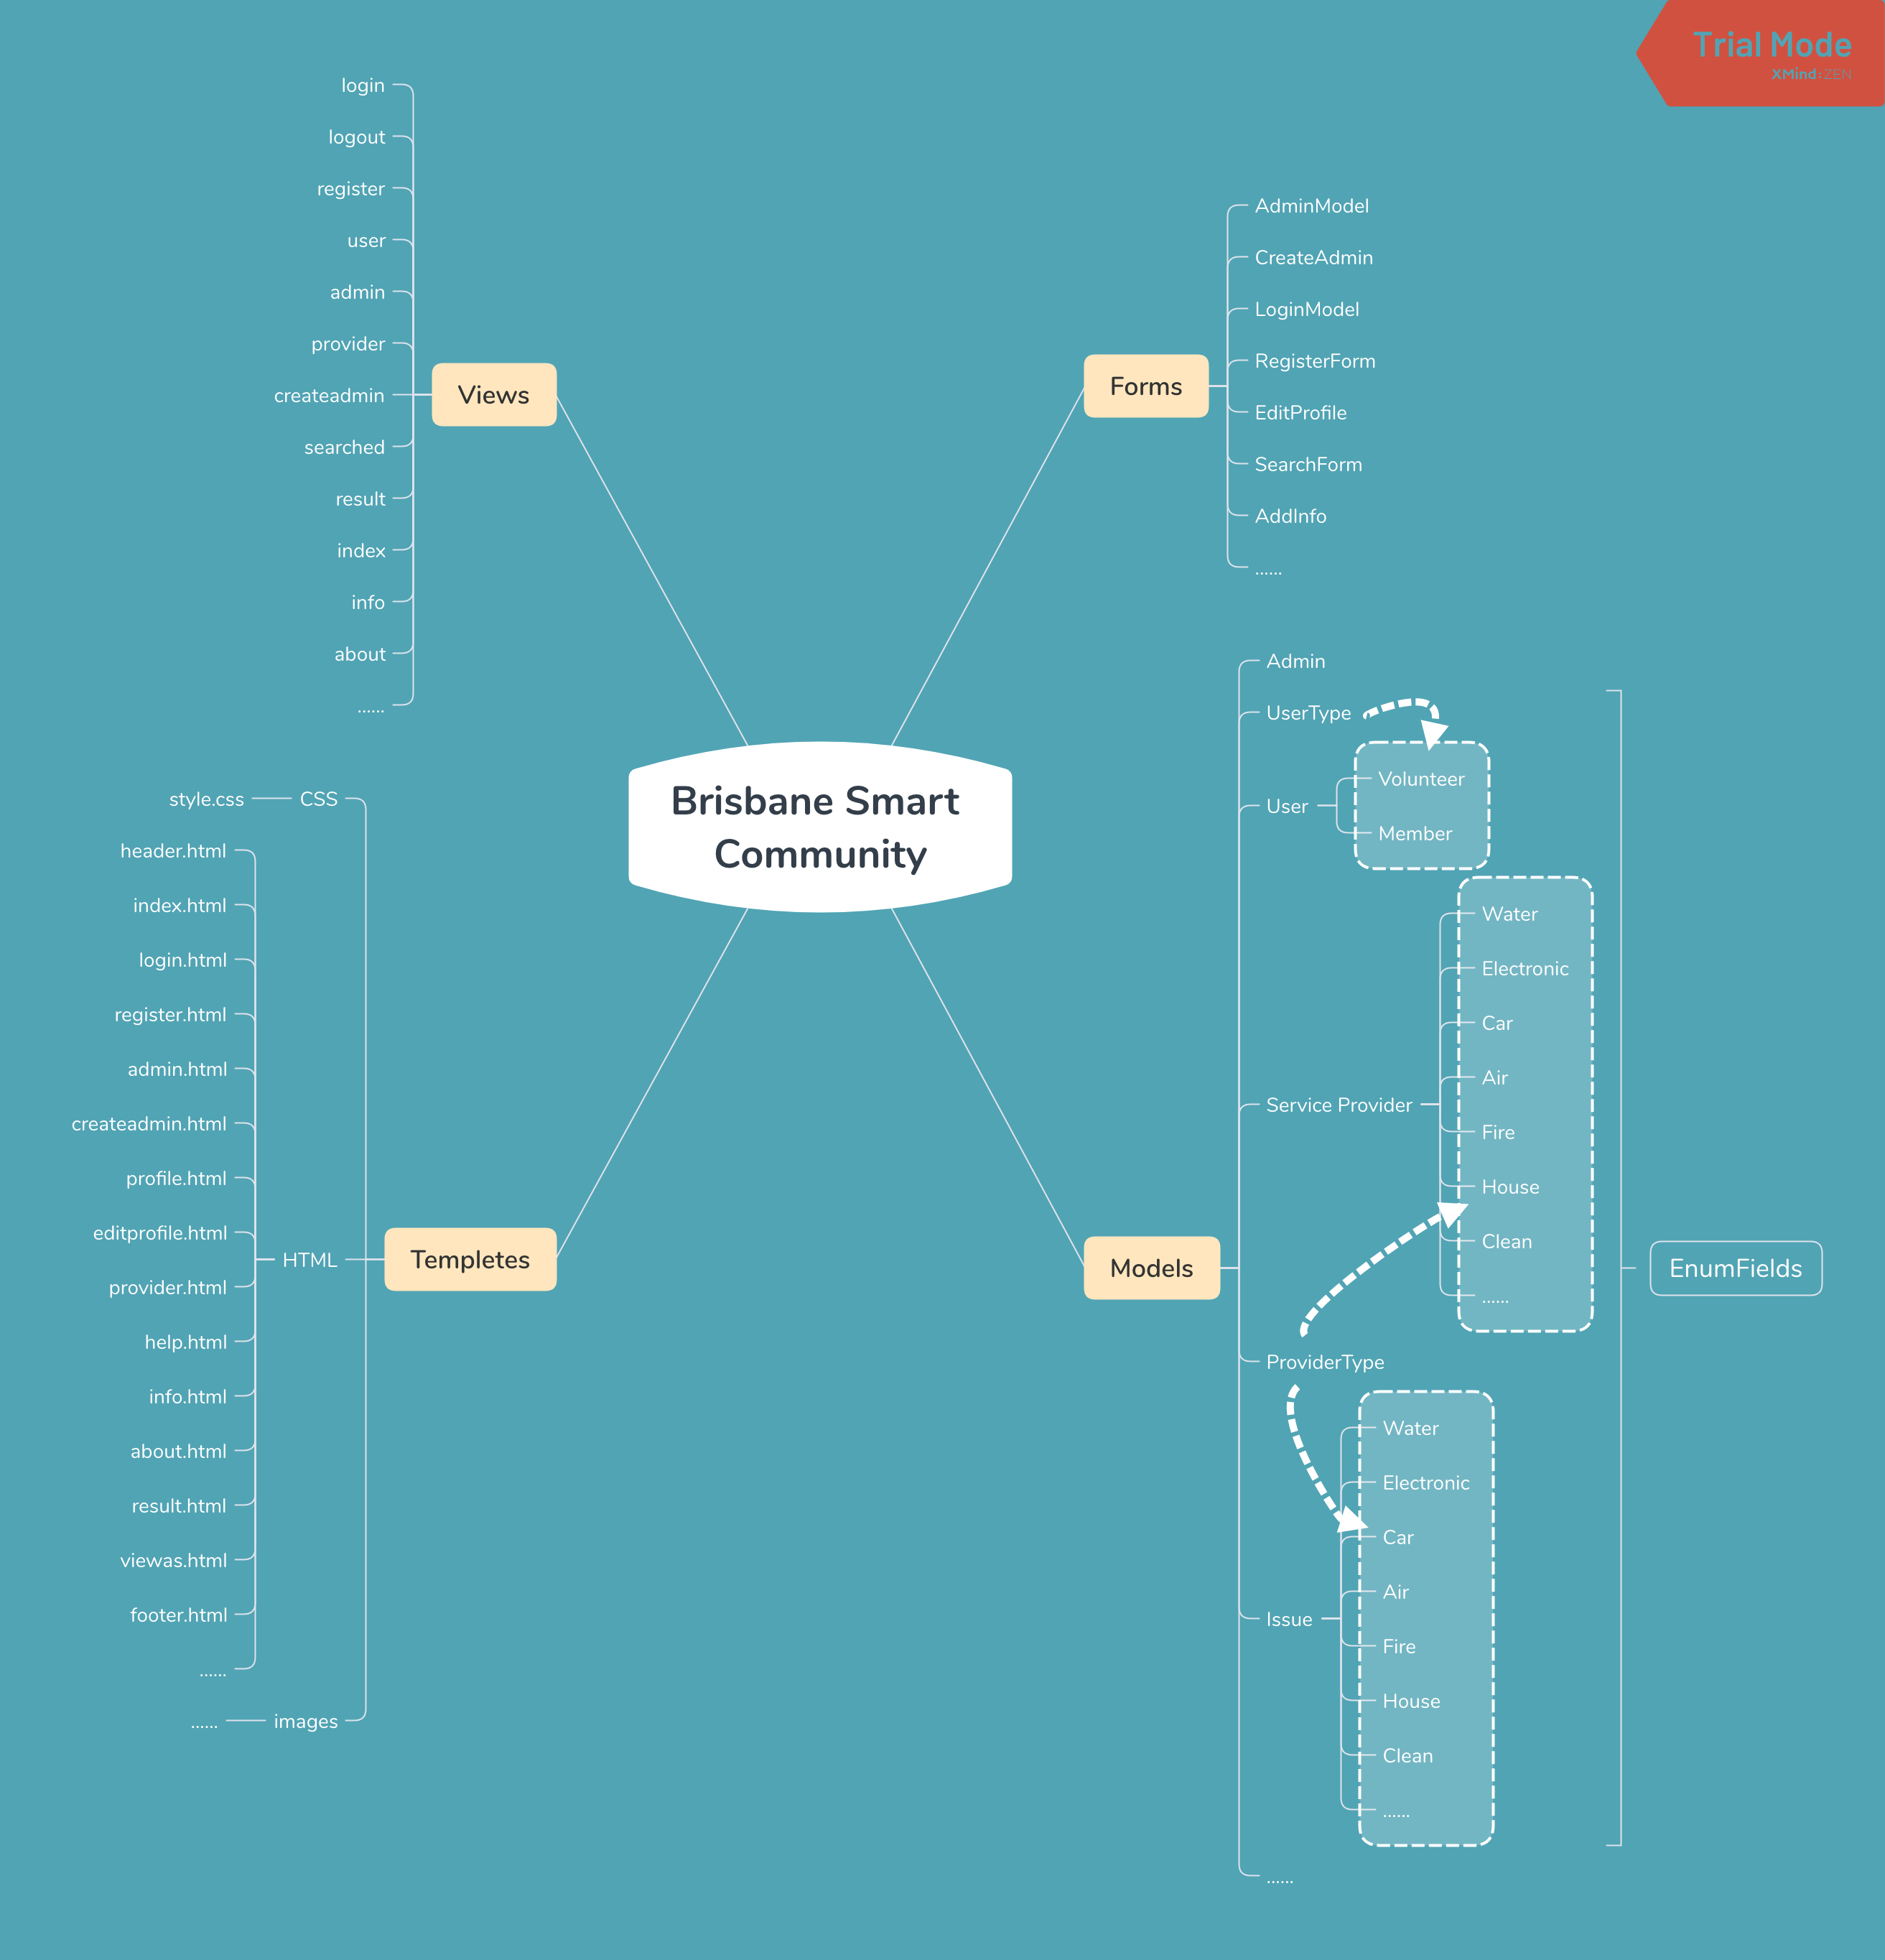 Trial Mode
XMind:ZEN
Brisbane Smart
Community
Views
login
logout
register
user
admin
provider
createadmin
searched
result
index
info
about
......
Forms
AdminModel
CreateAdmin
LoginModel
RegisterForm
EditProfile
SearchForm
AddInfo
......
Templetes
CSS
style.css
HTML
header.html
index.html
login.html
register.html
admin.html
createadmin.html
profile.html
editprofile.html
provider.html
help.html
info.html
about.html
result.html
viewas.html
footer.html
......
images
......
Models
Admin
UserType
User
Volunteer
Member
Service Provider
Water
Electronic
Car
Air
Fire
House
Clean
......
ProviderType
Issue
Water
Electronic
Car
Air
Fire
House
Clean
......
......
EnumFields